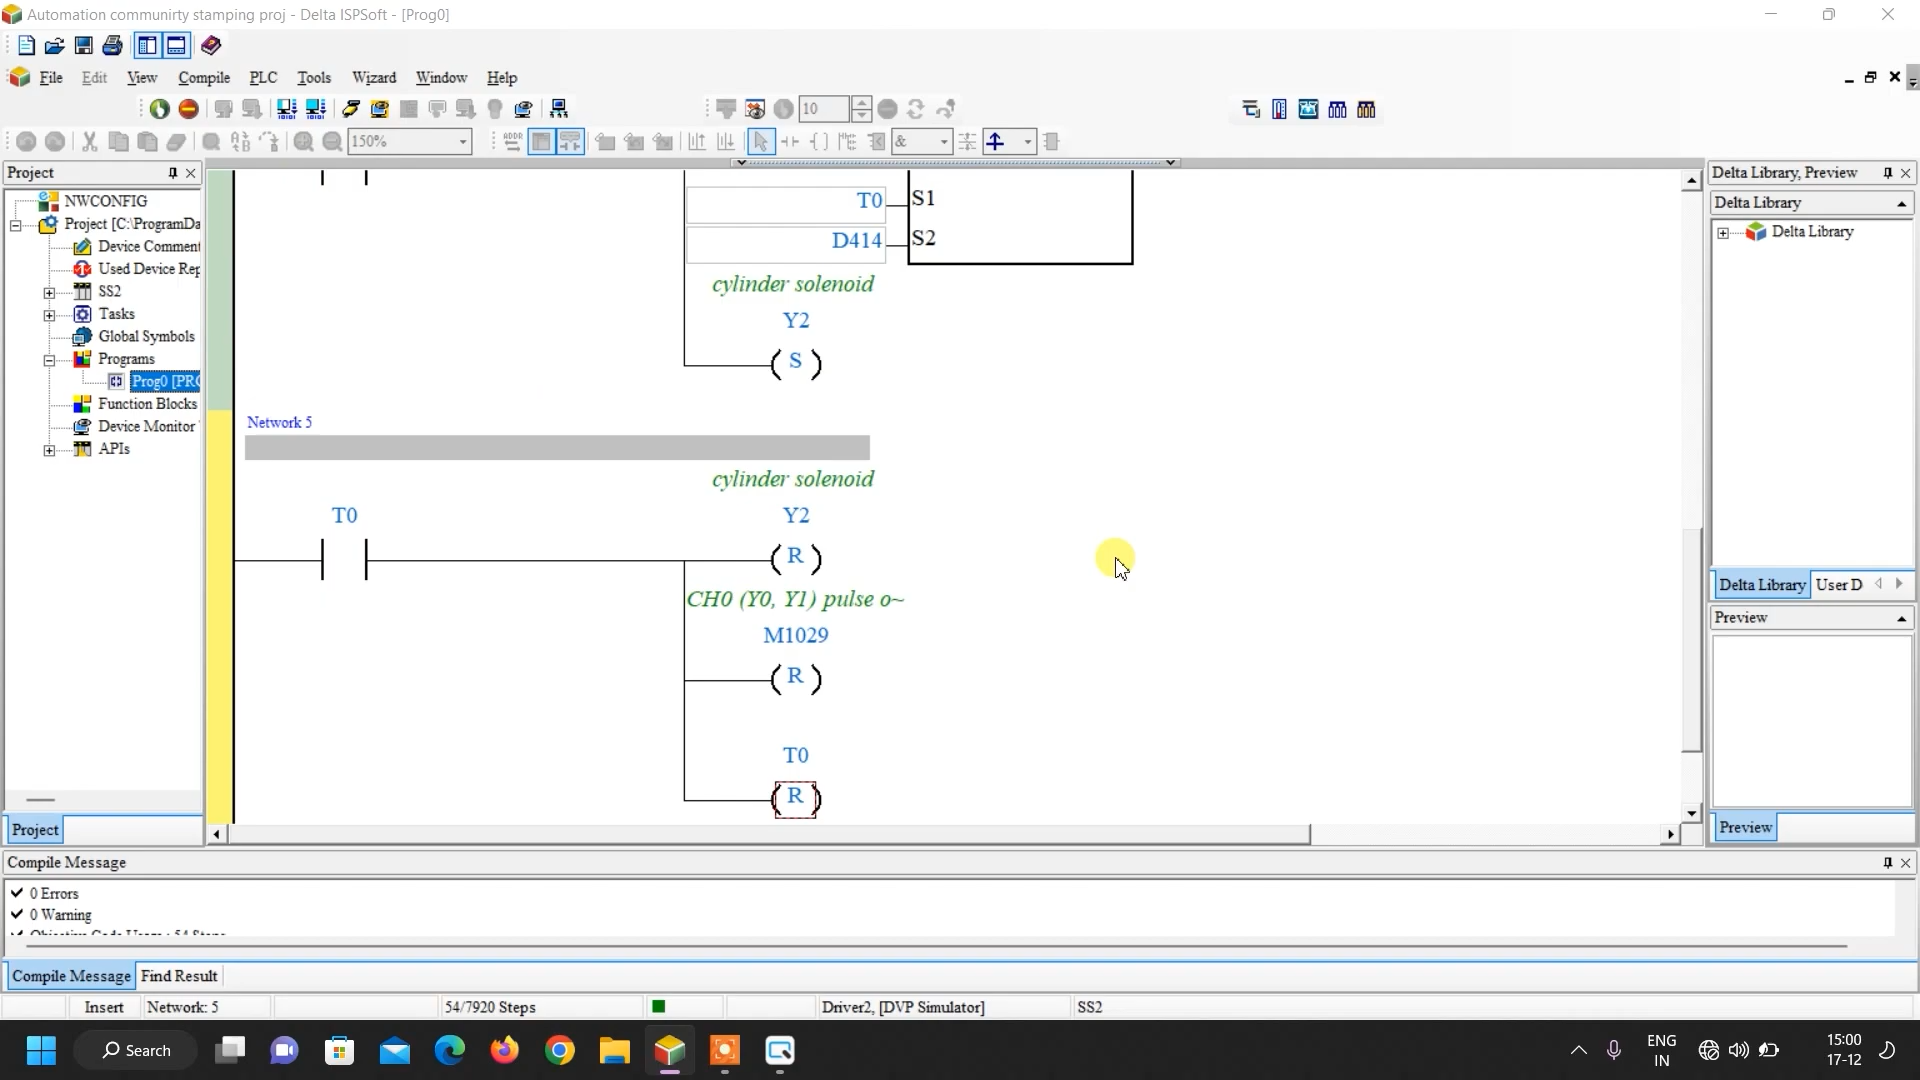 Automation communirty stamping proj - Delta ISPSoft - [Prog0]
File Edit View Compile PLC Tools Wizard Window Help
10
150%
ADDR
&
Project
NWCONFIG
Project [C:\ProgramDa
Device Comment
Used Device Rep
SS2
Tasks
Global Symbols
Programs
Prog0 [PRG
Function Blocks
Device Monitor
APIs
Project
T0 S1
D414 S2
cylinder solenoid
Y2
S
Network 5
cylinder solenoid
T0 Y2
R
CH0 (Y0, Y1) pulse o~
M1029
R
T0
R
Delta Library, Preview
Delta Library
Delta Library
Delta Library User D
Preview
Preview
Compile Message
0 Errors
0 Warning
Compile Message Find Result
Insert Network: 5 54/7920 Steps Driver2, [DVP Simulator] SS2
Search
ENG
IN
15:00
17-12